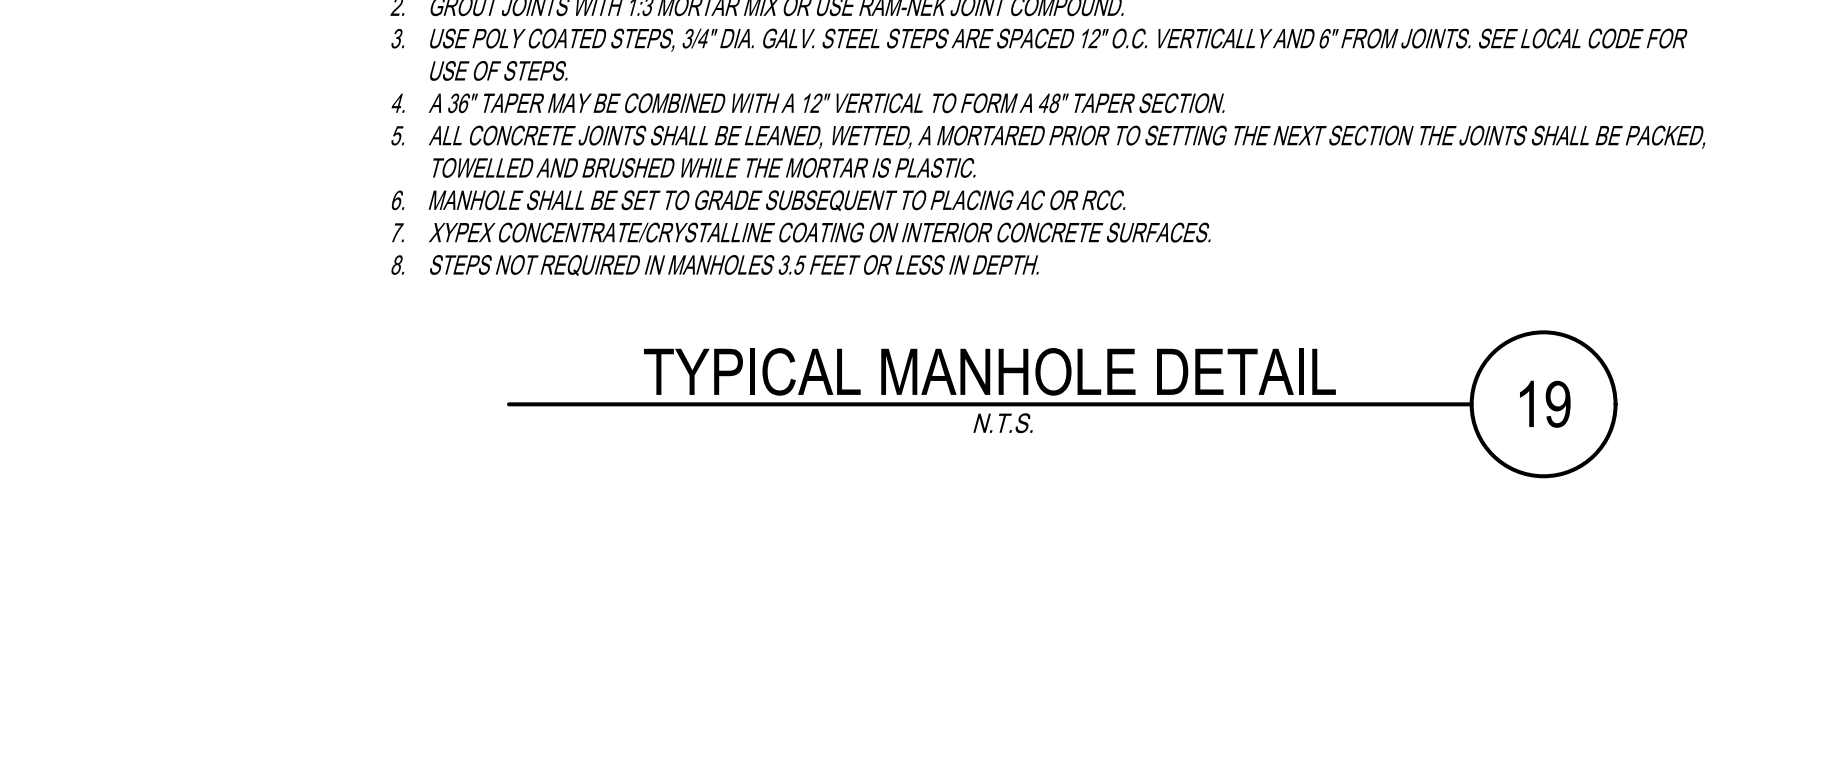 2. GROUT JOINTS WITH 1:3 MORTAR MIX OR USE RAM-NEK JOINT COMPOUND.
3. USE POLY COATED STEPS, 3/4" DIA. GALV. STEEL STEPS ARE SPACED 12" O.C. VERTICALLY AND 6" FROM JOINTS. SEE LOCAL CODE FOR
USE OF STEPS.
4. A 36" TAPER MAY BE COMBINED WITH A 12" VERTICAL TO FORM A 48" TAPER SECTION.
5. ALL CONCRETE JOINTS SHALL BE LEANED, WETTED, A MORTARED PRIOR TO SETTING THE NEXT SECTION THE JOINTS SHALL BE PACKED,
TOWELLED AND BRUSHED WHILE THE MORTAR IS PLASTIC.
6. MANHOLE SHALL BE SET TO GRADE SUBSEQUENT TO PLACING AC OR RCC.
7. XYPEX CONCENTRATE/CRYSTALLINE COATING ON INTERIOR CONCRETE SURFACES.
8. STEPS NOT REQUIRED IN MANHOLES 3.5 FEET OR LESS IN DEPTH.
TYPICAL MANHOLE DETAIL
19
N.T.S.